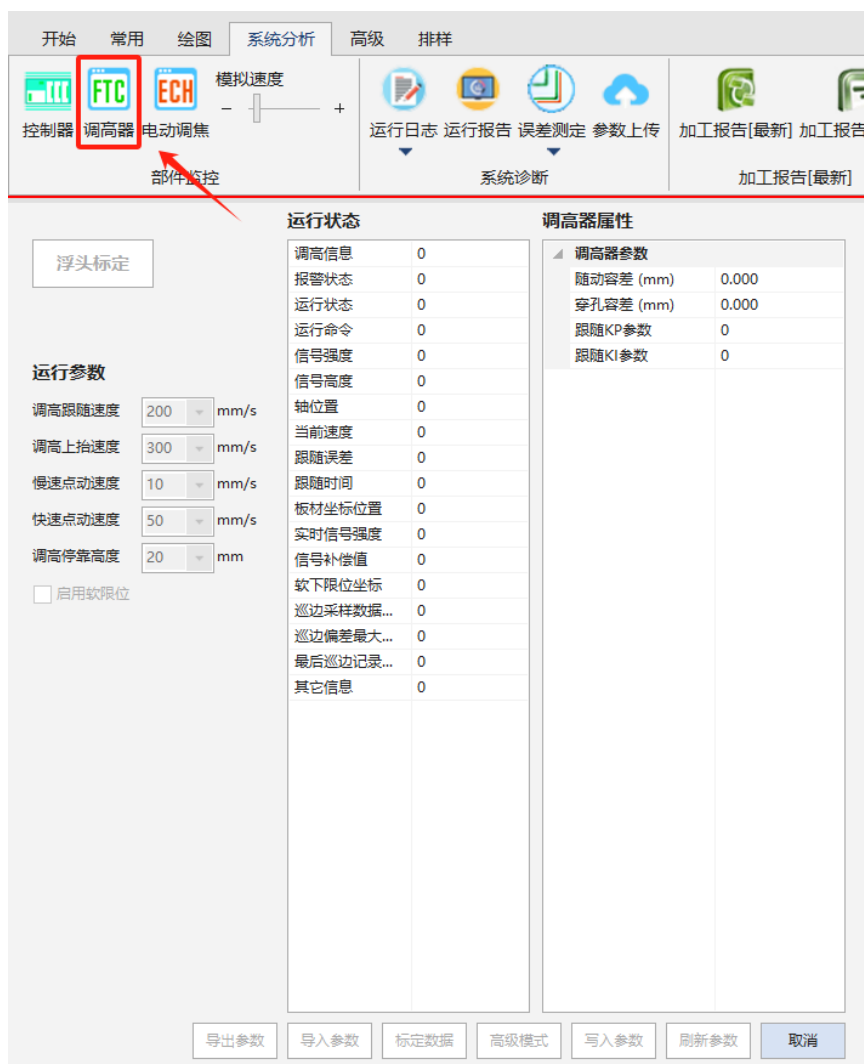 开始 常用 绘图 系统分析 高级 排样
FTC ECH 模拟速度
- +
控制器 调高器 电动调焦 运行日志 运行报告 误差测定 参数上传 加工报告[最新] 加工报告
部件监控 系统诊断 加工报告[最新]
浮头标定
运行参数
调高跟随速度 200 mm/s
调高上抬速度 300 mm/s
慢速点动速度 10 mm/s
快速点动速度 50 mm/s
调高停靠高度 20 mm
启用软限位
运行状态
调高信息 0
报警状态 0
运行状态 0
运行命令 0
信号强度 0
信号高度 0
轴位置 0
当前速度 0
跟随误差 0
跟随时间 0
板材坐标位置 0
实时信号强度 0
信号补偿值 0
软下限位坐标 0
巡边采样数据... 0
巡边偏差最大... 0
最后巡边记录... 0
其它信息 0
调高器属性
调高器参数
随动容差 (mm) 0.000
穿孔容差 (mm) 0.000
跟随KP参数 0
跟随KI参数 0
导出参数 导入参数 标定数据 高级模式 写入参数 刷新参数 取消